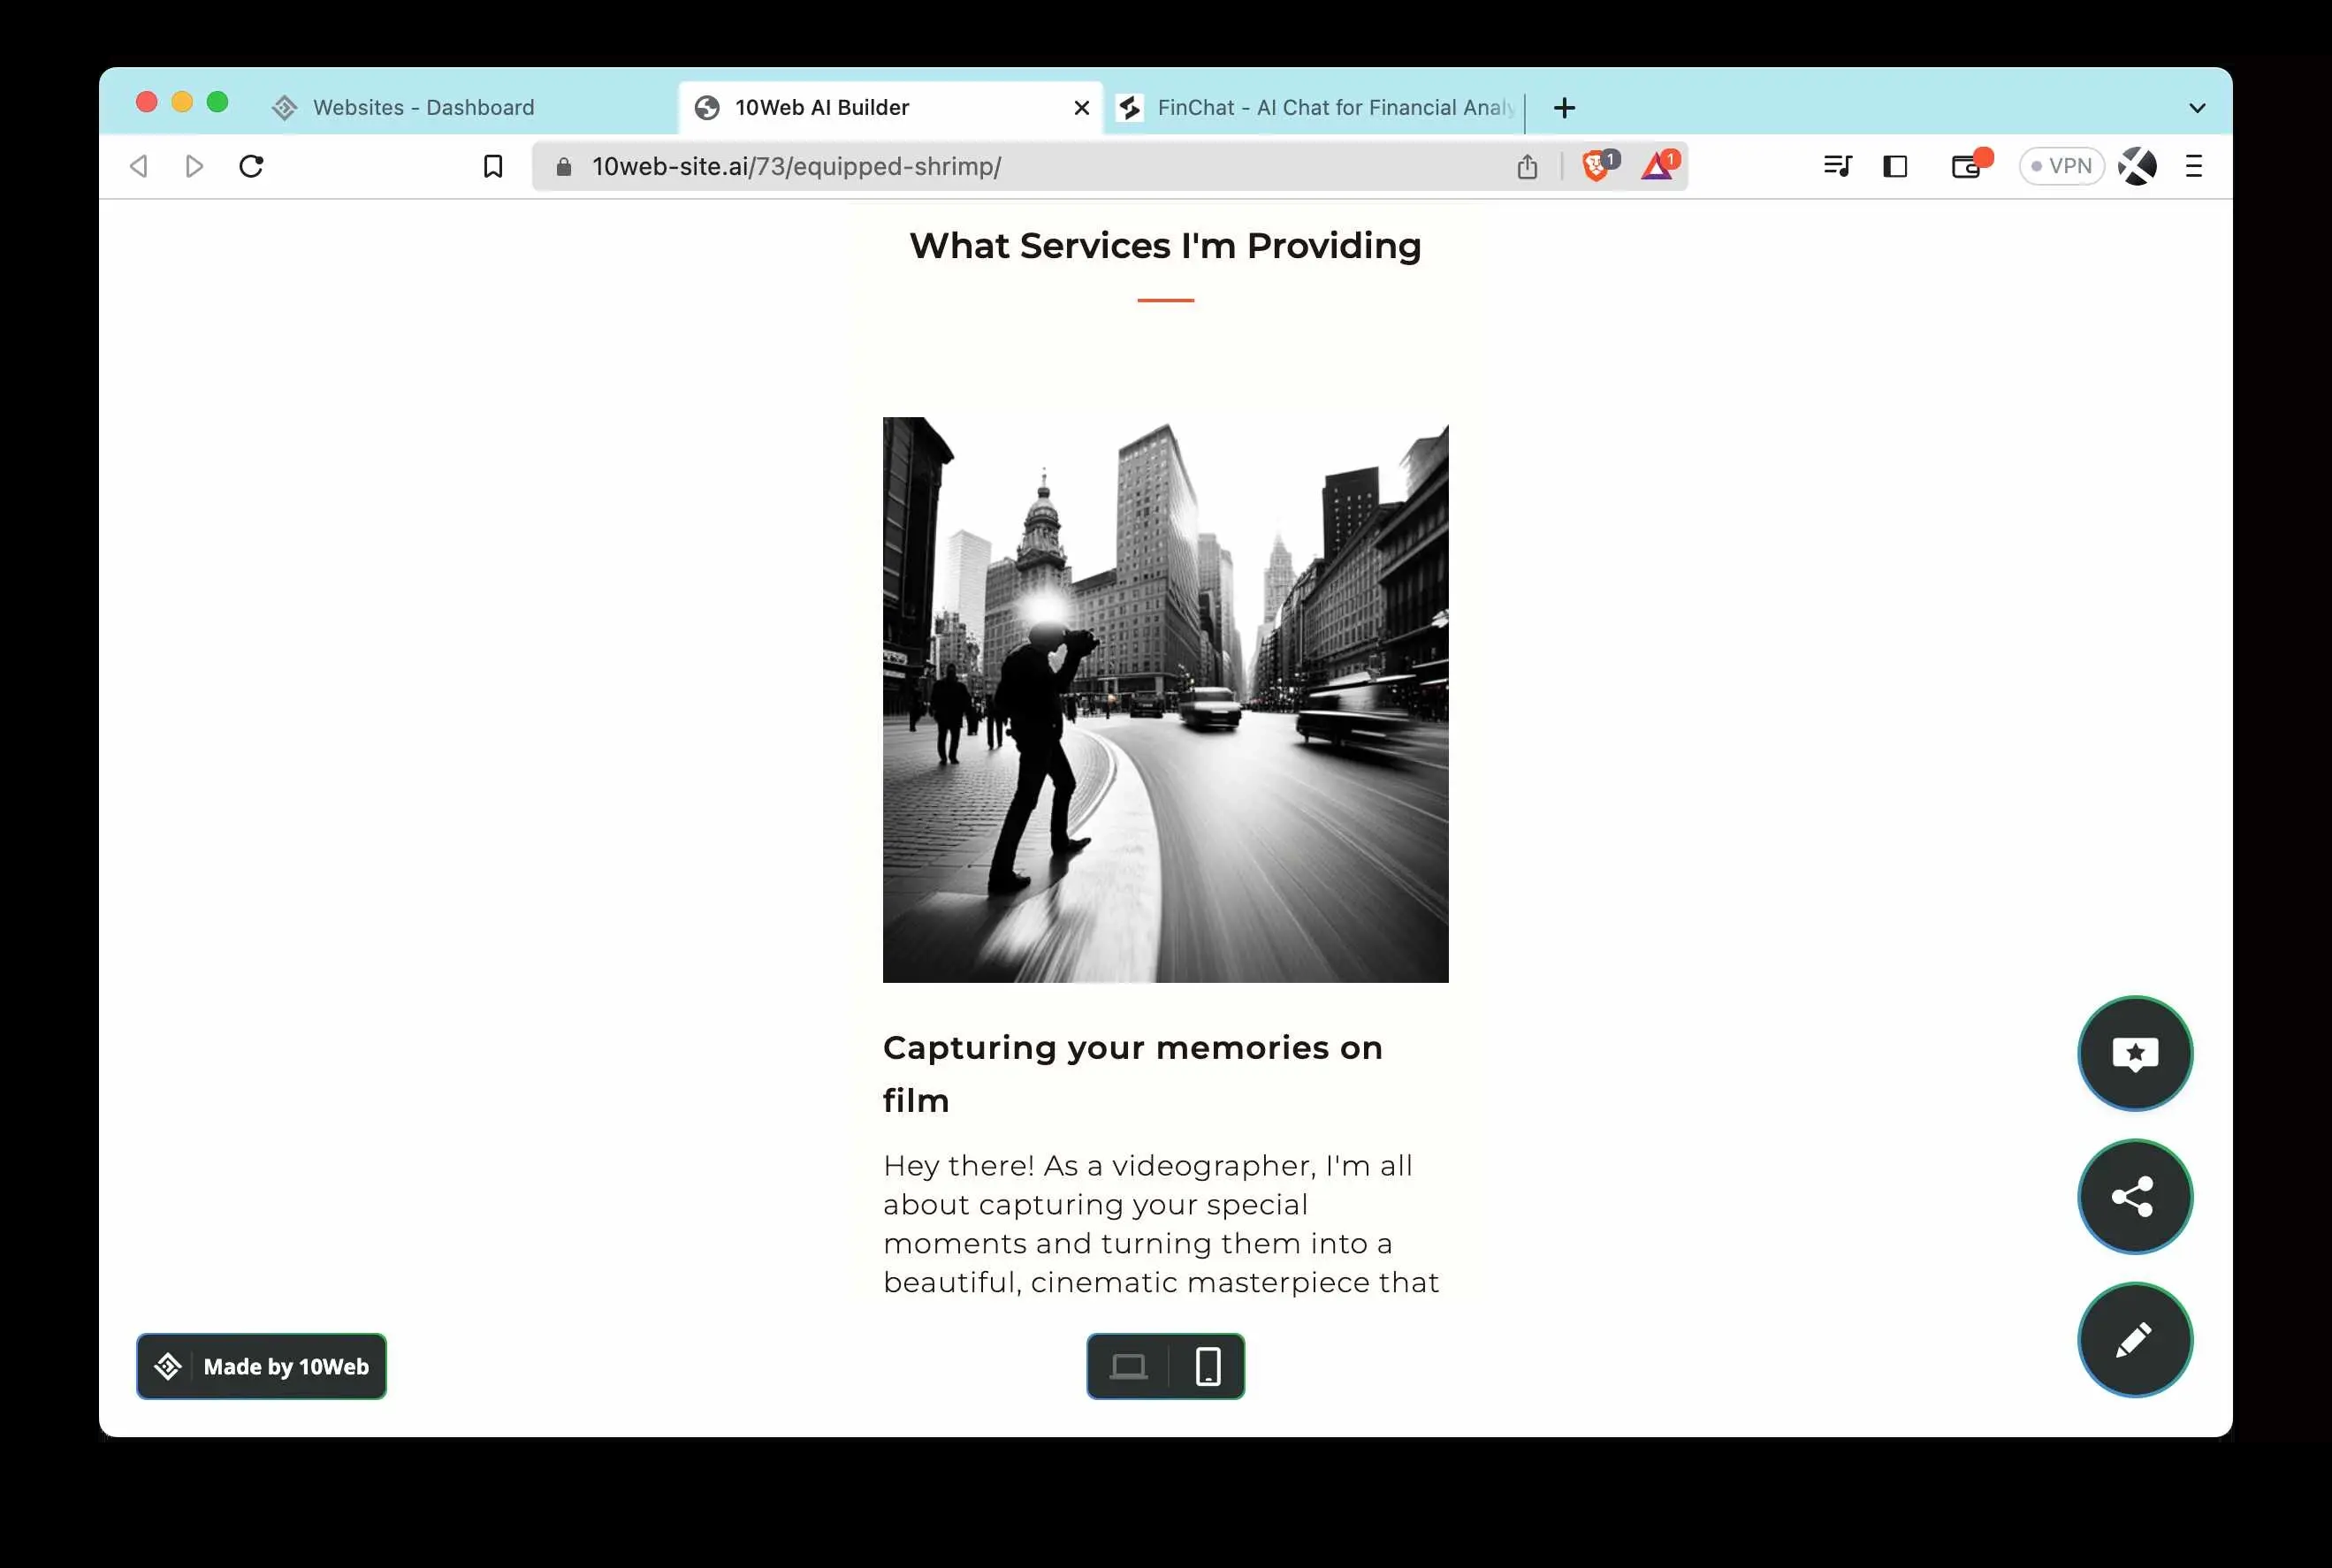 Websites - Dashboard
10Web AI Builder
FinChat - AI Chat for Financial Analy
10web-site.ai/73/equipped-shrimp/
1
1
VPN
What Services I'm Providing
Capturing your memories on
film
Hey there! As a videographer, I'm all
about capturing your special
moments and turning them into a
beautiful, cinematic masterpiece that
Made by 10Web